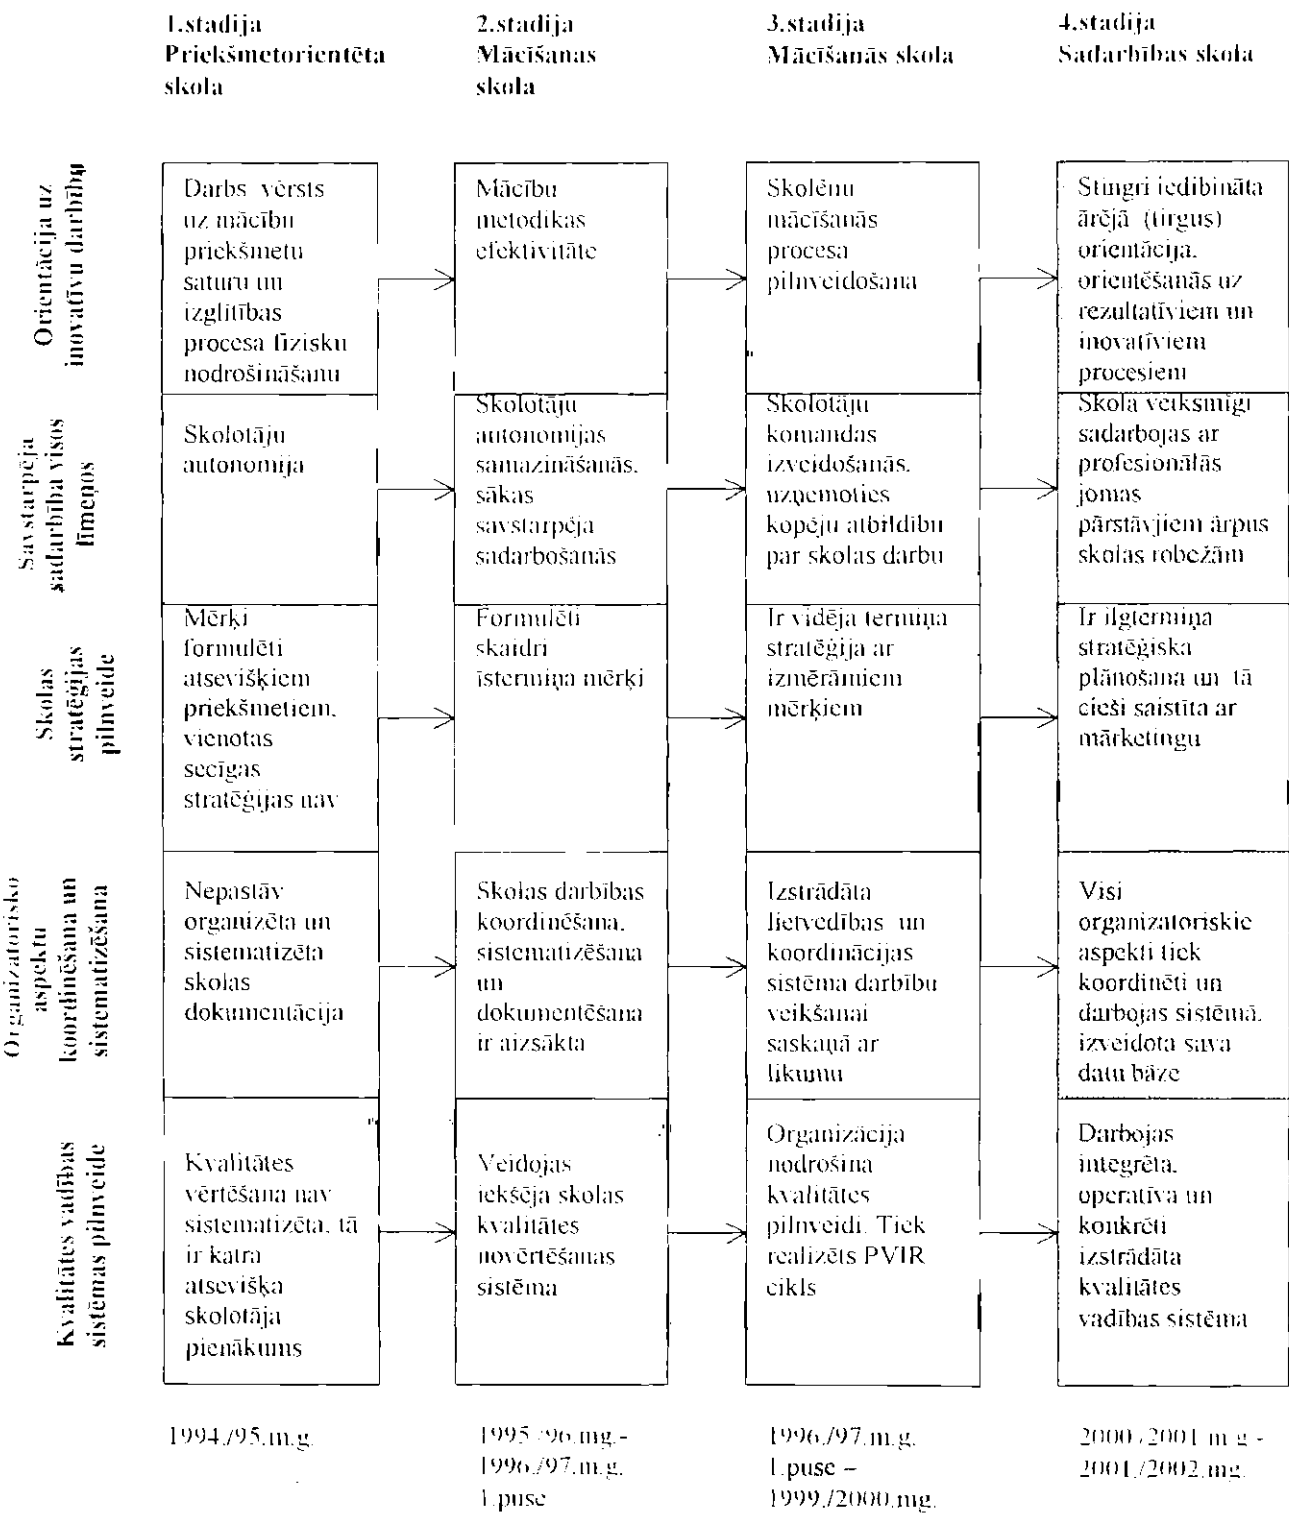 1.stadija
Priekšmetorientēta
skola
2.stadija
Mācīšanas
skola
3.stadija
Mācīšanās skola
4.stadija
Sadarbības skola
Orientācija uz
inovatīvu darbību
Darbs vērsts
uz mācību
priekšmetu
saturu un
izglītības
procesa fizisku
nodrošināšanu
Mācību
metodikas
efektivitāte
Skolēnu
mācīšanās
procesa
pilnveidošana
Stingri iedibināta
ārējā (tirgus)
orientācija,
orientēšanās uz
rezultatīviem un
inovatīviem
procesiem
Savstarpēja
sadarbība visos
līmeņos
Skolotāju
autonomija
Skolotāju
autonomijas
samazināšanās,
sākas
savstarpēja
sadarbošanās
Skolotāju
komandas
izveidošanās,
uzņemoties
kopēju atbildību
par skolas darbu
Skola veiksmīgi
sadarbojas ar
profesionālās
jomas
pārstāvjiem ārpus
skolas robežām
Skolas
stratēģijas
pilnveide
Mērķi
formulēti
atsevišķiem
priekšmetiem,
vienotas
secīgas
stratēģijas nav
Formulēti
skaidri
īstermiņa mērķi
Ir vidēja termiņa
stratēģija ar
izmērāmiem
mērķiem
Ir ilgtermiņa
stratēģiska
plānošana un tā
cieši saistīta ar
mārketingu
Organizatorisko
aspektu
koordinēšana un
sistematizēšana
Nepastāv
organizēta un
sistematizēta
skolas
dokumentācija
Skolas darbības
koordinēšana,
sistematizēšana
un
dokumentēšana
ir aizsākta
Izstrādāta
lietvedības un
koordinācijas
sistēma darbību
veikšanai
saskaņā ar
likumu
Visi
organizatoriskie
aspekti tiek
koordinēti un
darbojas sistēmā,
izveidota sava
datu bāze
Kvalitātes vadības
sistēmas pilnveide
Kvalitātes
vērtēšana nav
sistematizēta, tā
ir katra
atsevišķa
skolotāja
pienākums
Veidojas
iekšēja skolas
kvalitātes
novērtēšanas
sistēma
Organizācija
nodrošina
kvalitātes
pilnveidi. Tiek
realizēts PVIR
cikls
Darbojas
integrēta,
operatīva un
konkrēti
izstrādāta
kvalitātes
vadības sistēma
1994./95.m.g.
1995./96.mg.-
1996./97.m.g.
1.puse
1996./97.m.g.
1.puse –
1999./2000.mg.
2000./2001.m.g -
2001./2002.mg.